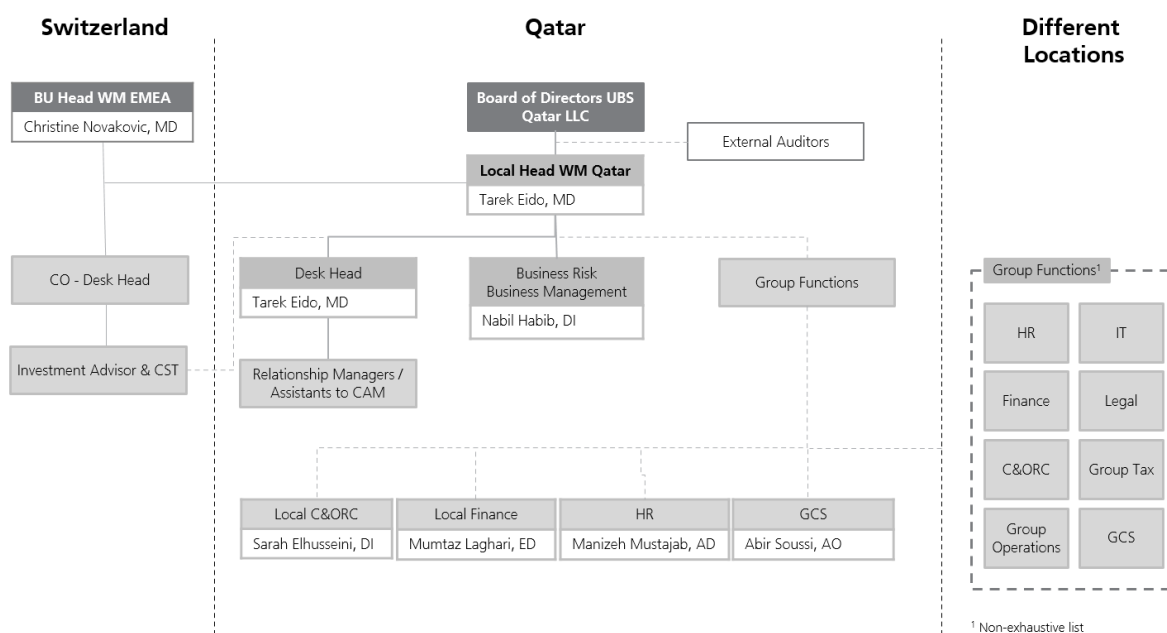 Switzerland
Qatar
Different
Locations
BU Head WM EMEA
Christine Novakovic, MD
Board of Directors UBS
Qatar LLC
External Auditors
Local Head WM Qatar
Tarek Eido, MD
CO - Desk Head
Desk Head
Tarek Eido, MD
Business Risk
Business Management
Nabil Habib, DI
Group Functions
Investment Advisor & CST
Relationship Managers /
Assistants to CAM
Local C&ORC
Sarah Elhusseini, DI
Local Finance
Mumtaz Laghari, ED
HR
Manizeh Mustajab, AD
GCS
Abir Soussi, AO
Group Functions¹
HR
IT
Finance
Legal
C&ORC
Group Tax
Group
Operations
GCS
¹ Non-exhaustive list